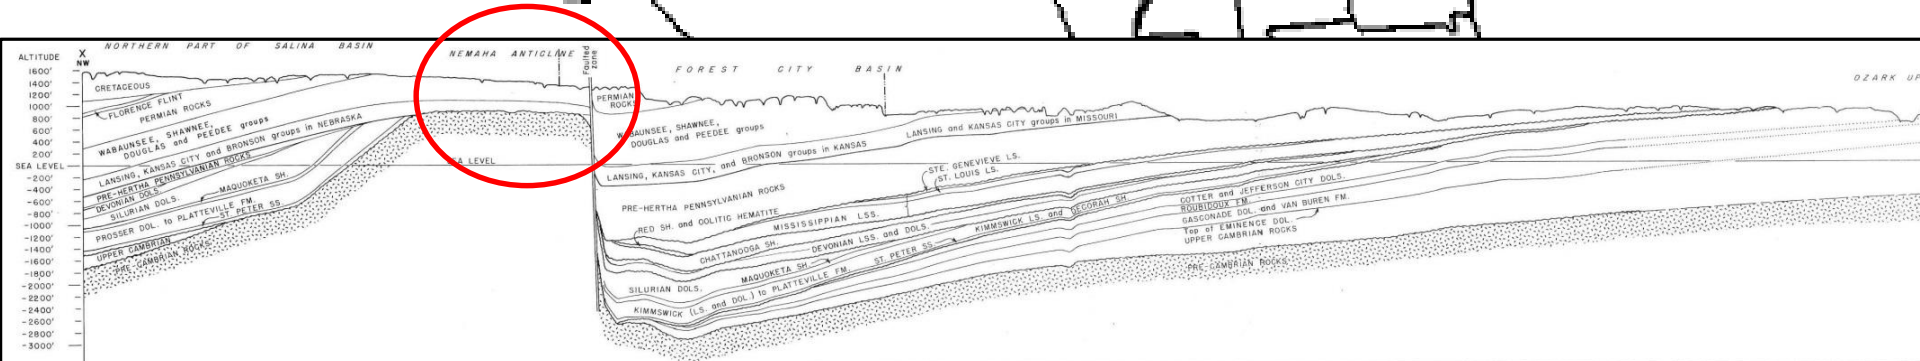 NORTHERN PART OF SALINA BASIN
NEMAHA ANTICLINE
Faulted zone
FOREST CITY BASIN
OZARK UP
ALTITUDE
X
NW
1600'
1400'
1200'
1000'
800'
600'
400'
200'
SEA LEVEL
-200'
-400'
-600'
-800'
-1000'
-1200'
-1400'
-1600'
-1800'
-2000'
-2200'
-2400'
-2600'
-2800'
-3000'
CRETACEOUS
FLORENCE FLINT
PERMIAN ROCKS
WABAUNSEE, SHAWNEE,
DOUGLAS and PEEDEE groups
LANSING, KANSAS CITY and BRONSON groups in NEBRASKA
PRE-HERTHA PENNSYLVANIAN ROCKS
DEVONIAN DOLS.
SILURIAN DOLS.
MAQUOKETA SH.
PROSSER DOL. to PLATTEVILLE FM.
ST. PETER SS.
UPPER CAMBRIAN
PRE CAMBRIAN ROCKS
SEA LEVEL
PERMIAN
ROCKS
WABAUNSEE, SHAWNEE,
DOUGLAS and PEEDEE groups
LANSING and KANSAS CITY groups in MISSOURI
LANSING, KANSAS CITY, and BRONSON groups in KANSAS
STE. GENEVIEVE LS.
ST. LOUIS LS.
PRE-HERTHA PENNSYLVANIAN ROCKS
RED SH. and OOLITIC HEMATITE
MISSISSIPPIAN LSS.
CHATTANOOGA SH.
DEVONIAN LSS. and DOLS.
KIMMSWICK LS. and DECORAH SH.
COTTER and JEFFERSON CITY DOLS.
ROUBIDOUX FM.
GASCONADE DOL. and VAN BUREN FM.
Top of EMINENCE DOL.
UPPER CAMBRIAN ROCKS
MAQUOKETA SH.
ST. PETER SS.
SILURIAN DOLS.
KIMMSWICK (LS. and DOL.) to PLATTEVILLE FM.
PRE CAMBRIAN ROCKS